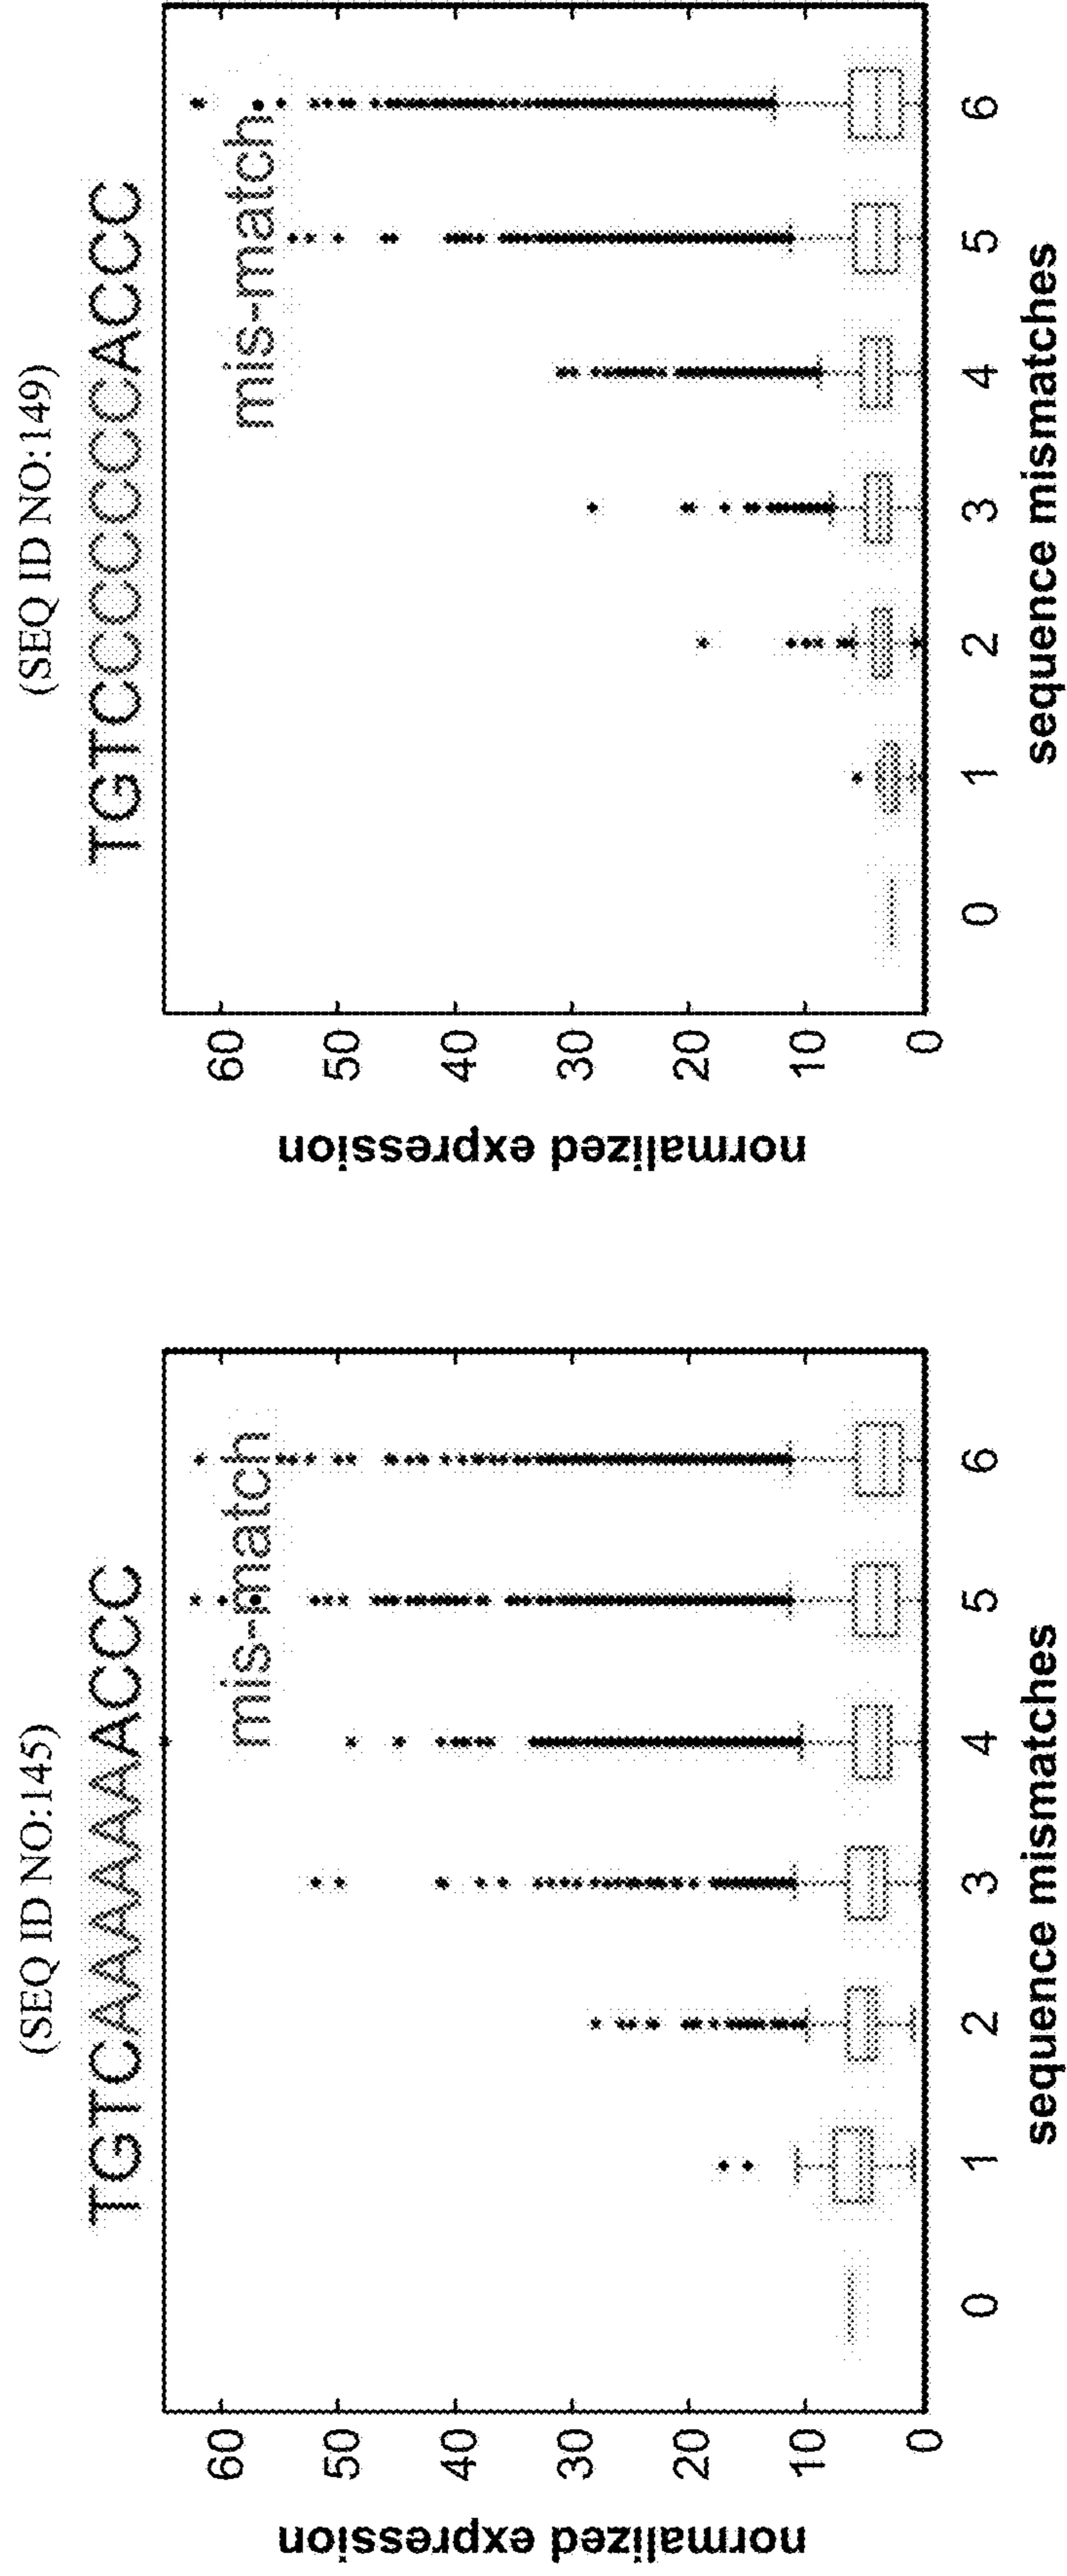 (SEQ ID NO:145)
TGTCAAAAAAACCC
mis-match
60
50
40
30
20
10
0
normalized expression
0 1 2 3 4 5 6
sequence mismatches
(SEQ ID NO:149)
TGTCCCCCCCACCC
mis-match
60
50
40
30
20
10
0
normalized expression
0 1 2 3 4 5 6
sequence mismatches